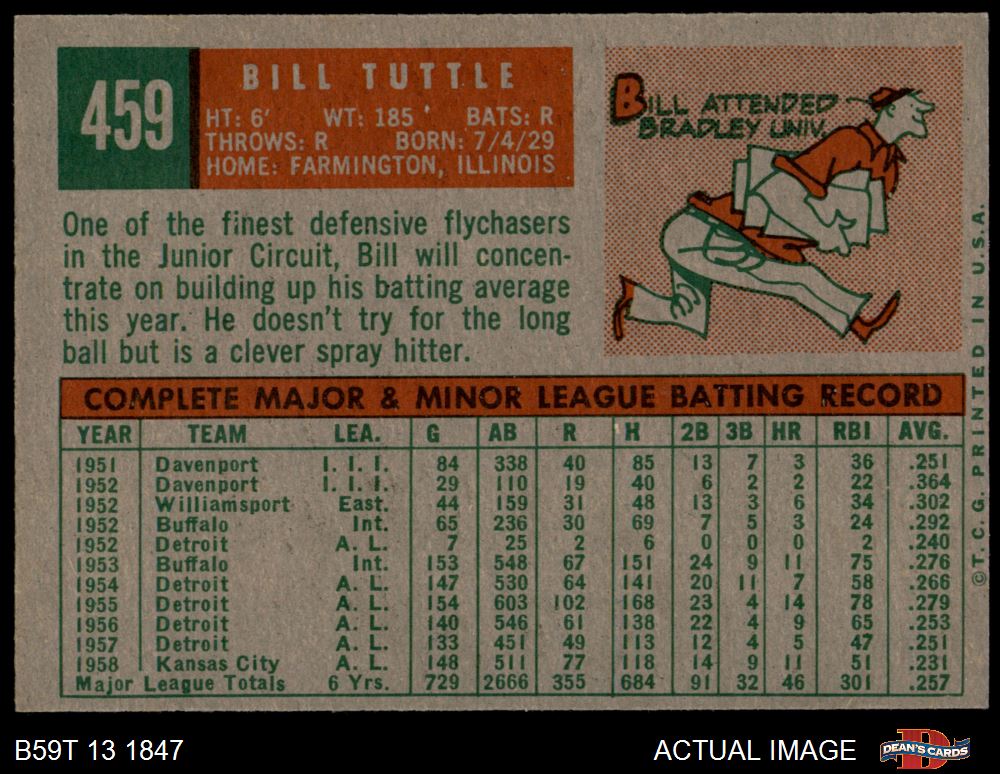 459
BILL TUTTLE
HT: 6' WT: 185 BATS: R
THROWS: R BORN: 7/4/29
HOME: FARMINGTON, ILLINOIS
BILL ATTENDED
BRADLEY UNIV.
One of the finest defensive flychasers
in the Junior Circuit, Bill will concen-
trate on building up his batting average
this year. He doesn't try for the long
ball but is a clever spray hitter.
COMPLETE MAJOR & MINOR LEAGUE BATTING RECORD
YEAR TEAM LEA. G AB R H 2B 3B HR RBI AVG.
1951 Davenport I. I. I. 84 338 40 85 13 7 3 36 .251
1952 Davenport I. I. I. 29 110 19 40 6 2 2 22 .364
1952 Williamsport East. 44 159 31 48 13 3 6 34 .302
1952 Buffalo Int. 65 236 30 69 7 5 3 24 .292
1952 Detroit A. L. 7 25 2 6 0 0 0 2 .240
1953 Buffalo Int. 153 548 67 151 24 9 11 75 .276
1954 Detroit A. L. 147 530 64 141 20 11 7 58 .266
1955 Detroit A. L. 154 603 102 168 23 4 14 78 .279
1956 Detroit A. L. 140 546 61 138 22 4 9 65 .253
1957 Detroit A. L. 133 451 49 113 12 4 5 47 .251
1958 Kansas City A. L. 148 511 77 118 14 9 11 51 .231
Major League Totals 6 Yrs. 729 2666 355 684 91 32 46 301 .257
©T.C.G. PRINTED IN U.S.A.
B59T 13 1847
ACTUAL IMAGE
DEAN'S CARDS